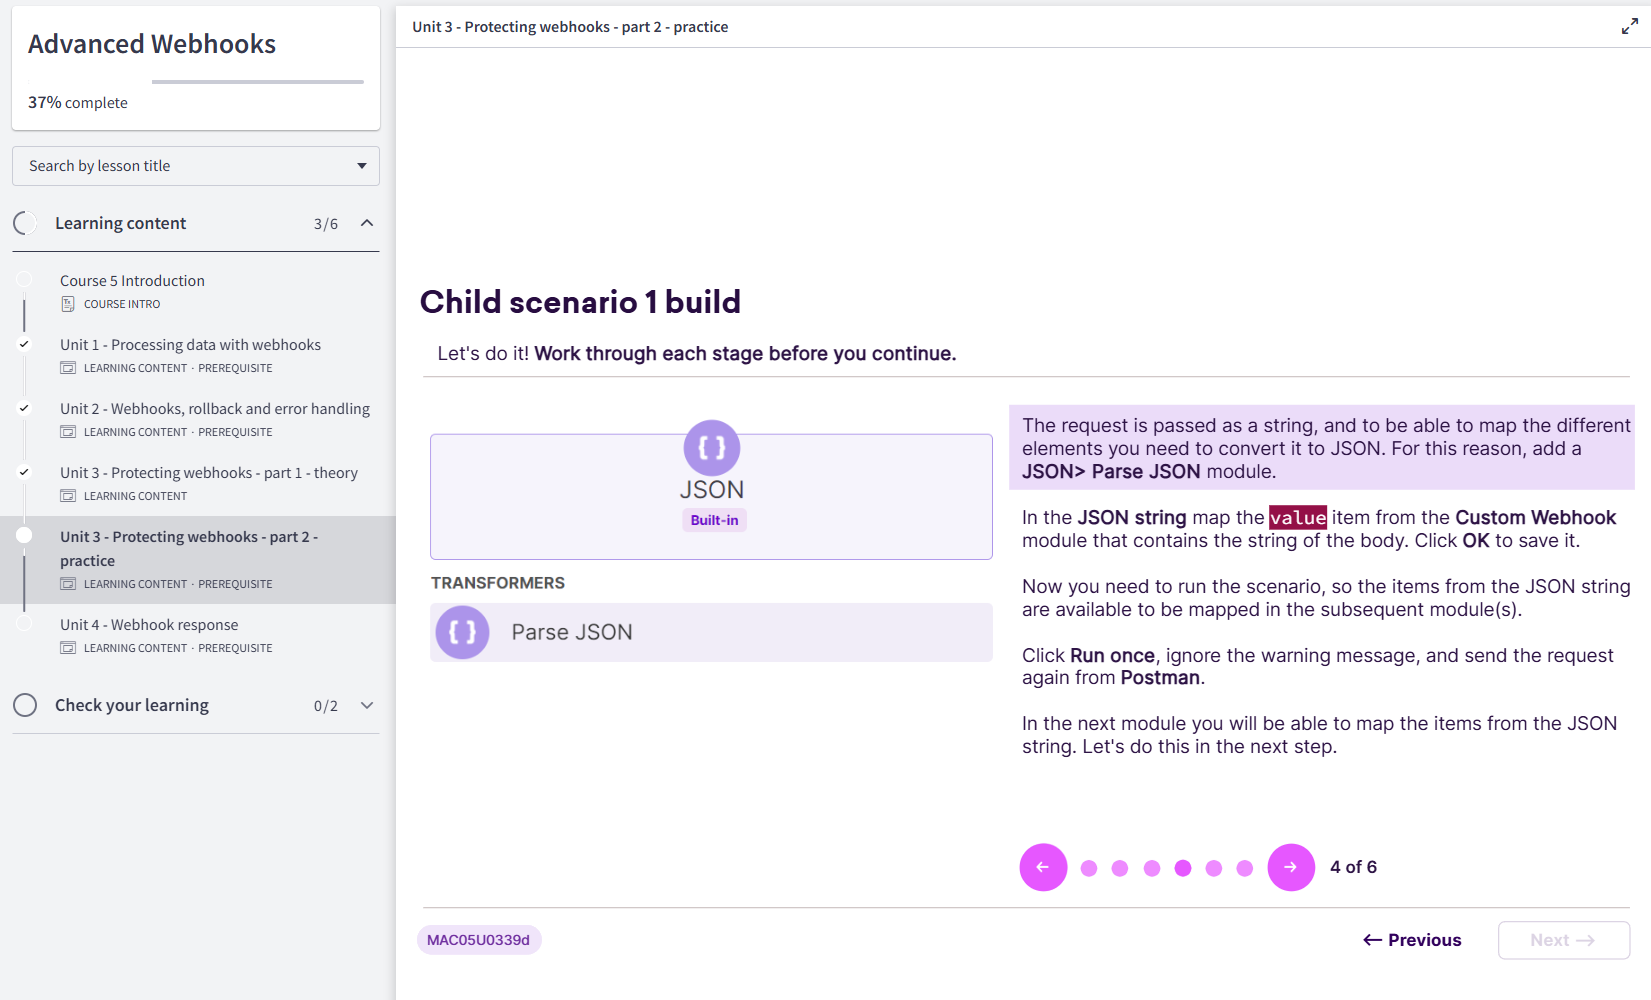 Advanced Webhooks
37% complete
Search by lesson title
Learning content 3/6
Course 5 Introduction
COURSE INTRO
Unit 1 - Processing data with webhooks
LEARNING CONTENT · PREREQUISITE
Unit 2 - Webhooks, rollback and error handling
LEARNING CONTENT · PREREQUISITE
Unit 3 - Protecting webhooks - part 1 - theory
LEARNING CONTENT
Unit 3 - Protecting webhooks - part 2 -
practice
LEARNING CONTENT · PREREQUISITE
Unit 4 - Webhook response
LEARNING CONTENT · PREREQUISITE
Check your learning 0/2
Unit 3 - Protecting webhooks - part 2 - practice
Child scenario 1 build
Let's do it! Work through each stage before you continue.
{ }
JSON
Built-in
TRANSFORMERS
{ } Parse JSON
The request is passed as a string, and to be able to map the different
elements you need to convert it to JSON. For this reason, add a
JSON> Parse JSON module.
In the JSON string map the value item from the Custom Webhook
module that contains the string of the body. Click OK to save it.
Now you need to run the scenario, so the items from the JSON string
are available to be mapped in the subsequent module(s).
Click Run once, ignore the warning message, and send the request
again from Postman.
In the next module you will be able to map the items from the JSON
string. Let's do this in the next step.
← → 4 of 6
MAC05U0339d
← Previous
Next →